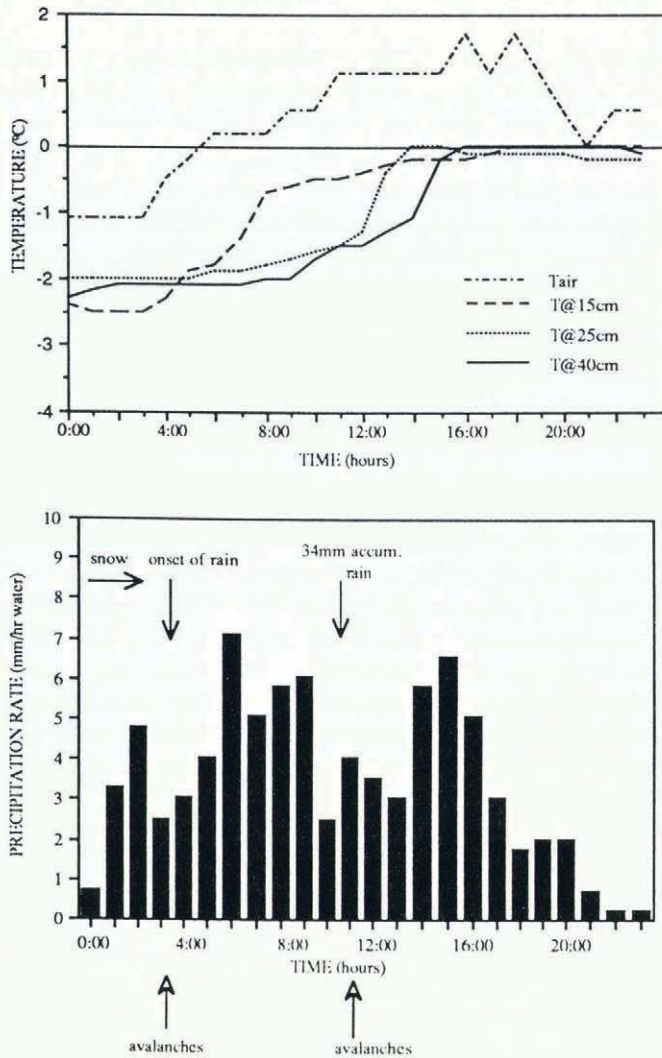 2
1
0
-1
-2
-3
-4
TEMPERATURE (°C)
Tair
T@15cm
T@25cm
T@40cm
0:00 4:00 8:00 12:00 16:00 20:00
TIME (hours)
10
9
8
7
6
5
4
3
2
1
0
PRECIPITATION RATE (mm/hr water)
snow onset of rain
34mm accum.
rain
0:00 4:00 8:00 12:00 16:00 20:00
TIME (hours)
avalanches avalanches